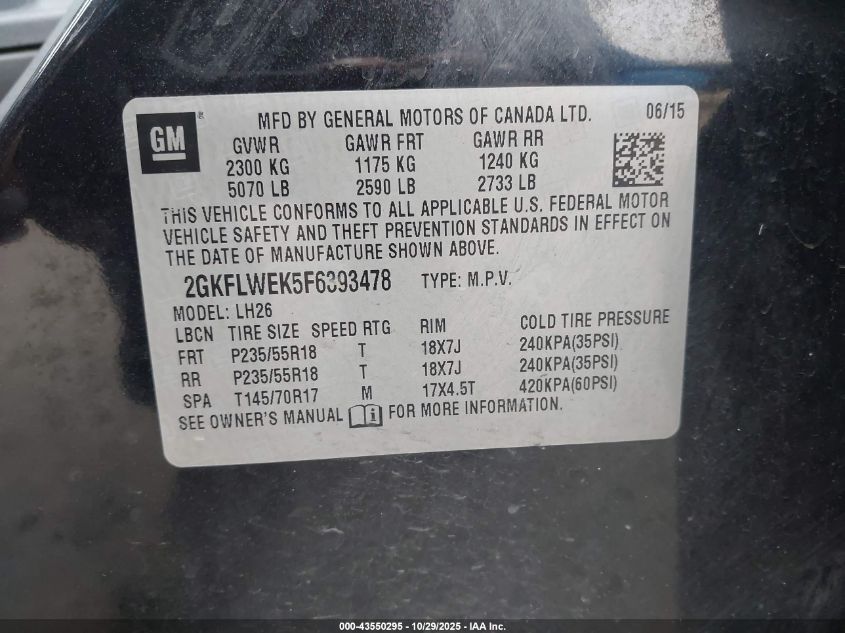 GM
MFD BY GENERAL MOTORS OF CANADA LTD. 06/15
GVWR GAWR FRT GAWR RR
2300 KG 1175 KG 1240 KG
5070 LB 2590 LB 2733 LB
THIS VEHICLE CONFORMS TO ALL APPLICABLE U.S. FEDERAL MOTOR
VEHICLE SAFETY AND THEFT PREVENTION STANDARDS IN EFFECT ON
THE DATE OF MANUFACTURE SHOWN ABOVE.
2GKFLWEK5F6393478 TYPE: M.P.V.
MODEL: LH26
LBCN TIRE SIZE SPEED RTG RIM COLD TIRE PRESSURE
FRT P235/55R18 T 18X7J 240KPA(35PSI)
RR P235/55R18 T 18X7J 240KPA(35PSI)
SPA T145/70R17 M 17X4.5T 420KPA(60PSI)
SEE OWNER'S MANUAL FOR MORE INFORMATION.
000-43550295 - 10/29/2025 - IAA Inc.